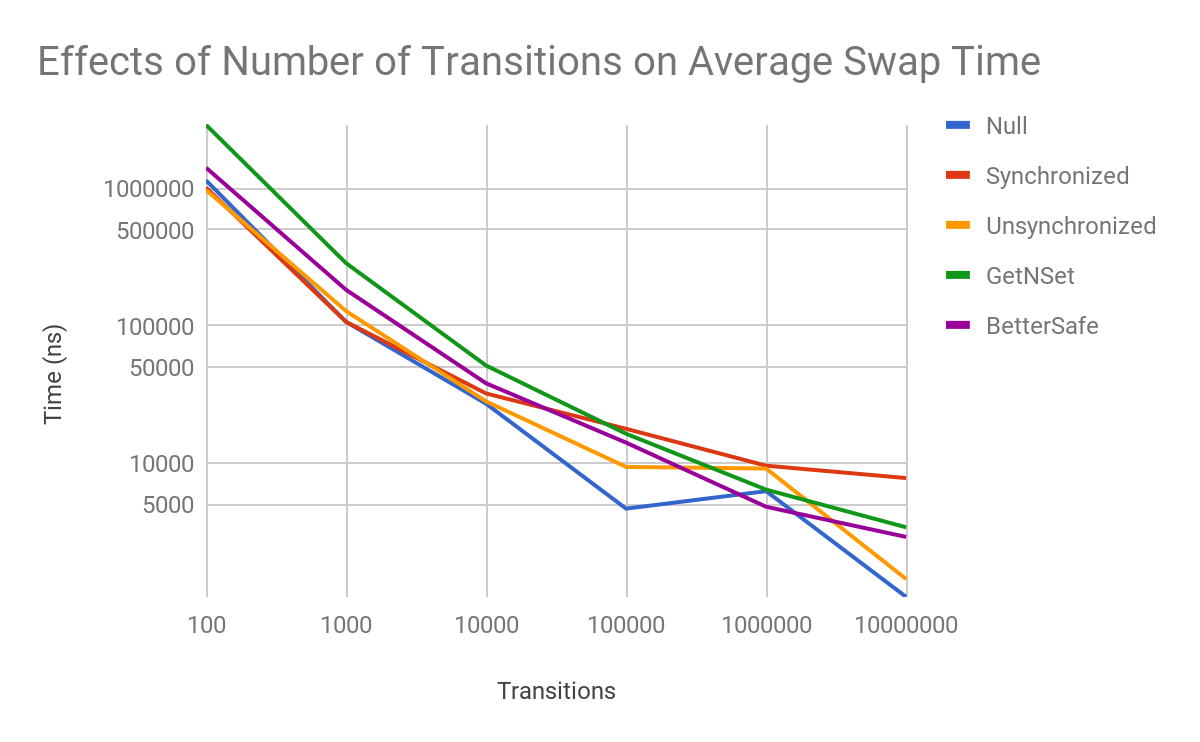 Effects of Number of Transitions on Average Swap Time
Null
Synchronized
Unsynchronized
GetNSet
BetterSafe
Time (ns)
1000000
500000
100000
50000
10000
5000
100 1000 10000 100000 1000000 10000000
Transitions